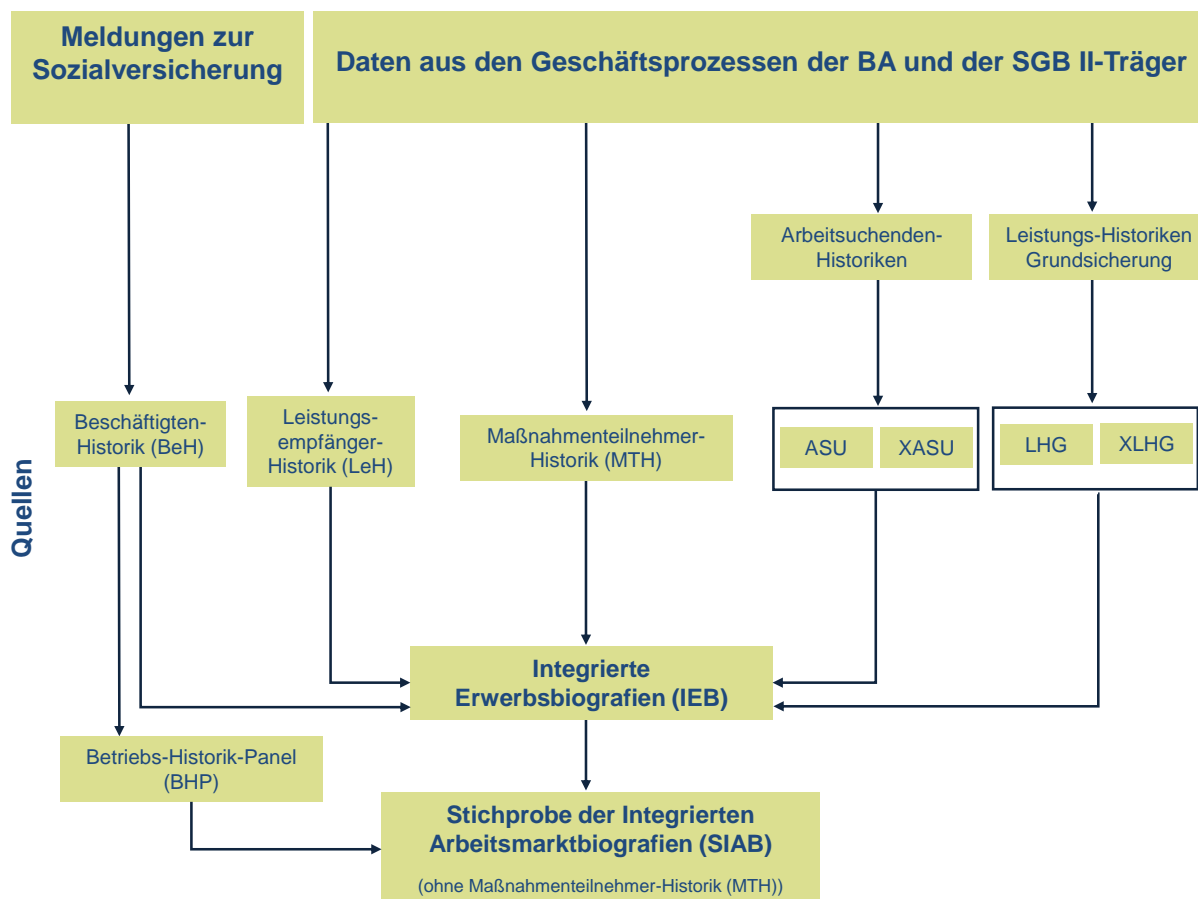 Meldungen zur
Sozialversicherung
Daten aus den Geschäftsprozessen der BA und der SGB II-Träger
Arbeitsuchenden-
Historiken
Leistungs-Historiken
Grundsicherung
Beschäftigten-
Historik (BeH)
Leistungs-
empfänger-
Historik (LeH)
Maßnahmenteilnehmer-
Historik (MTH)
ASU
XASU
LHG
XLHG
Quellen
Integrierte
Erwerbsbiografien (IEB)
Betriebs-Historik-Panel
(BHP)
Stichprobe der Integrierten
Arbeitsmarktbiografien (SIAB)
(ohne Maßnahmenteilnehmer-Historik (MTH))